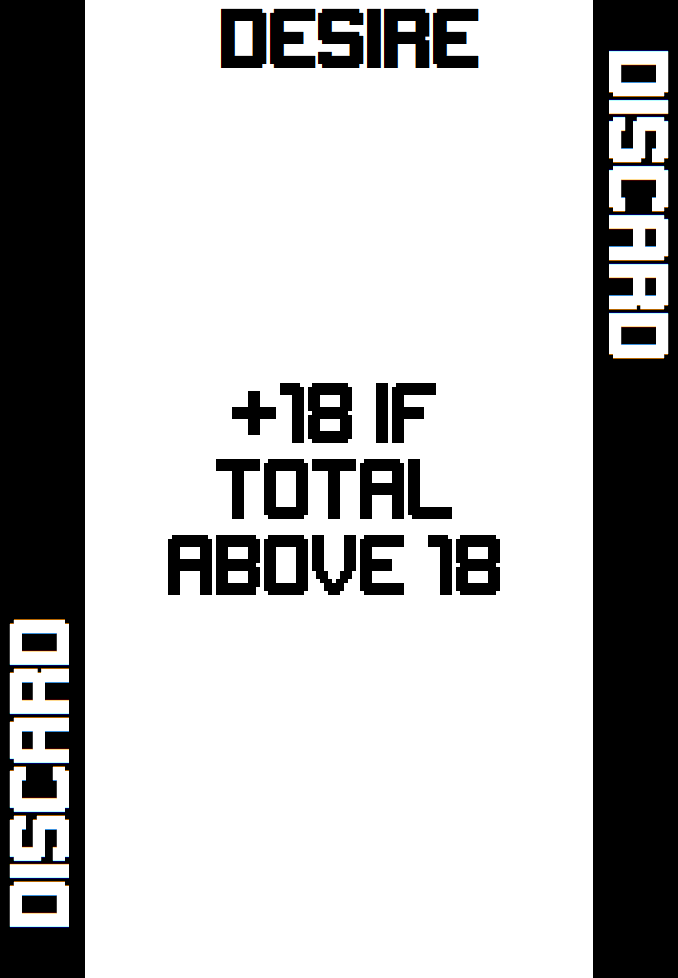 DESIRE
DISCARD
+18 IF
TOTAL
ABOVE 18
DISCARD